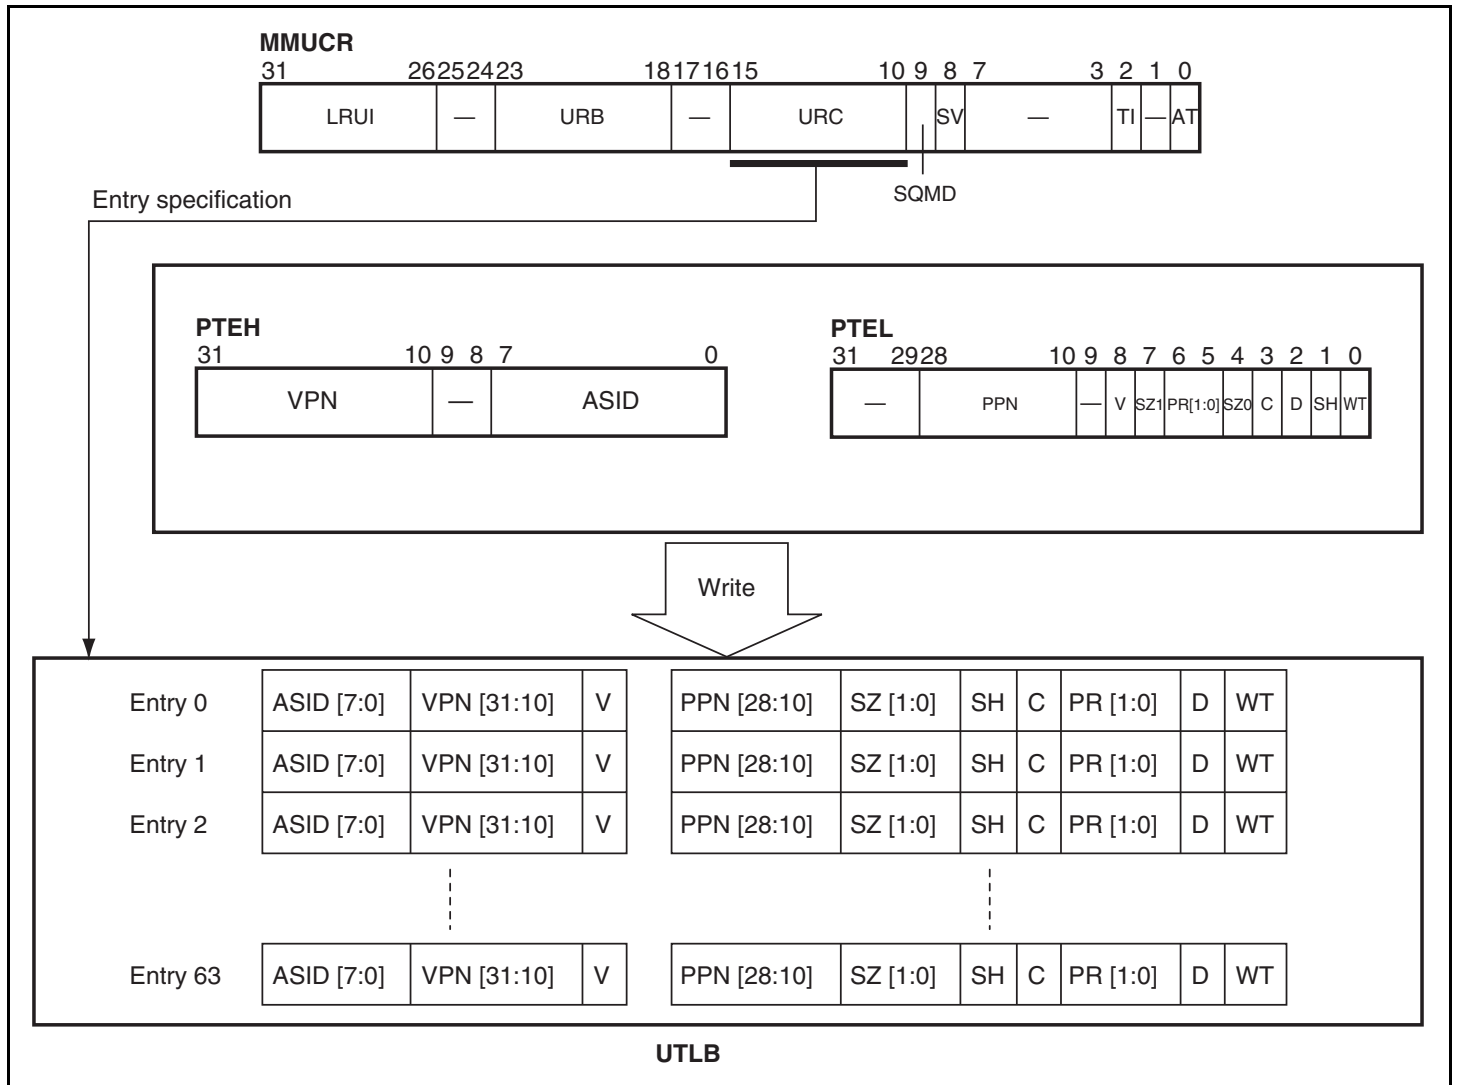 MMUCR
31 26 25 24 23 18 17 16 15 10 9 8 7 3 2 1 0
LRUI — URB — URC SV — TI — AT
SQMD
Entry specification
PTEH
31 10 9 8 7 0
VPN — ASID
PTEL
31 29 28 10 9 8 7 6 5 4 3 2 1 0
— PPN — V SZ1 PR[1:0] SZ0 C D SH WT
Write
Entry 0 ASID [7:0] VPN [31:10] V PPN [28:10] SZ [1:0] SH C PR [1:0] D WT
Entry 1 ASID [7:0] VPN [31:10] V PPN [28:10] SZ [1:0] SH C PR [1:0] D WT
Entry 2 ASID [7:0] VPN [31:10] V PPN [28:10] SZ [1:0] SH C PR [1:0] D WT
Entry 63 ASID [7:0] VPN [31:10] V PPN [28:10] SZ [1:0] SH C PR [1:0] D WT
UTLB